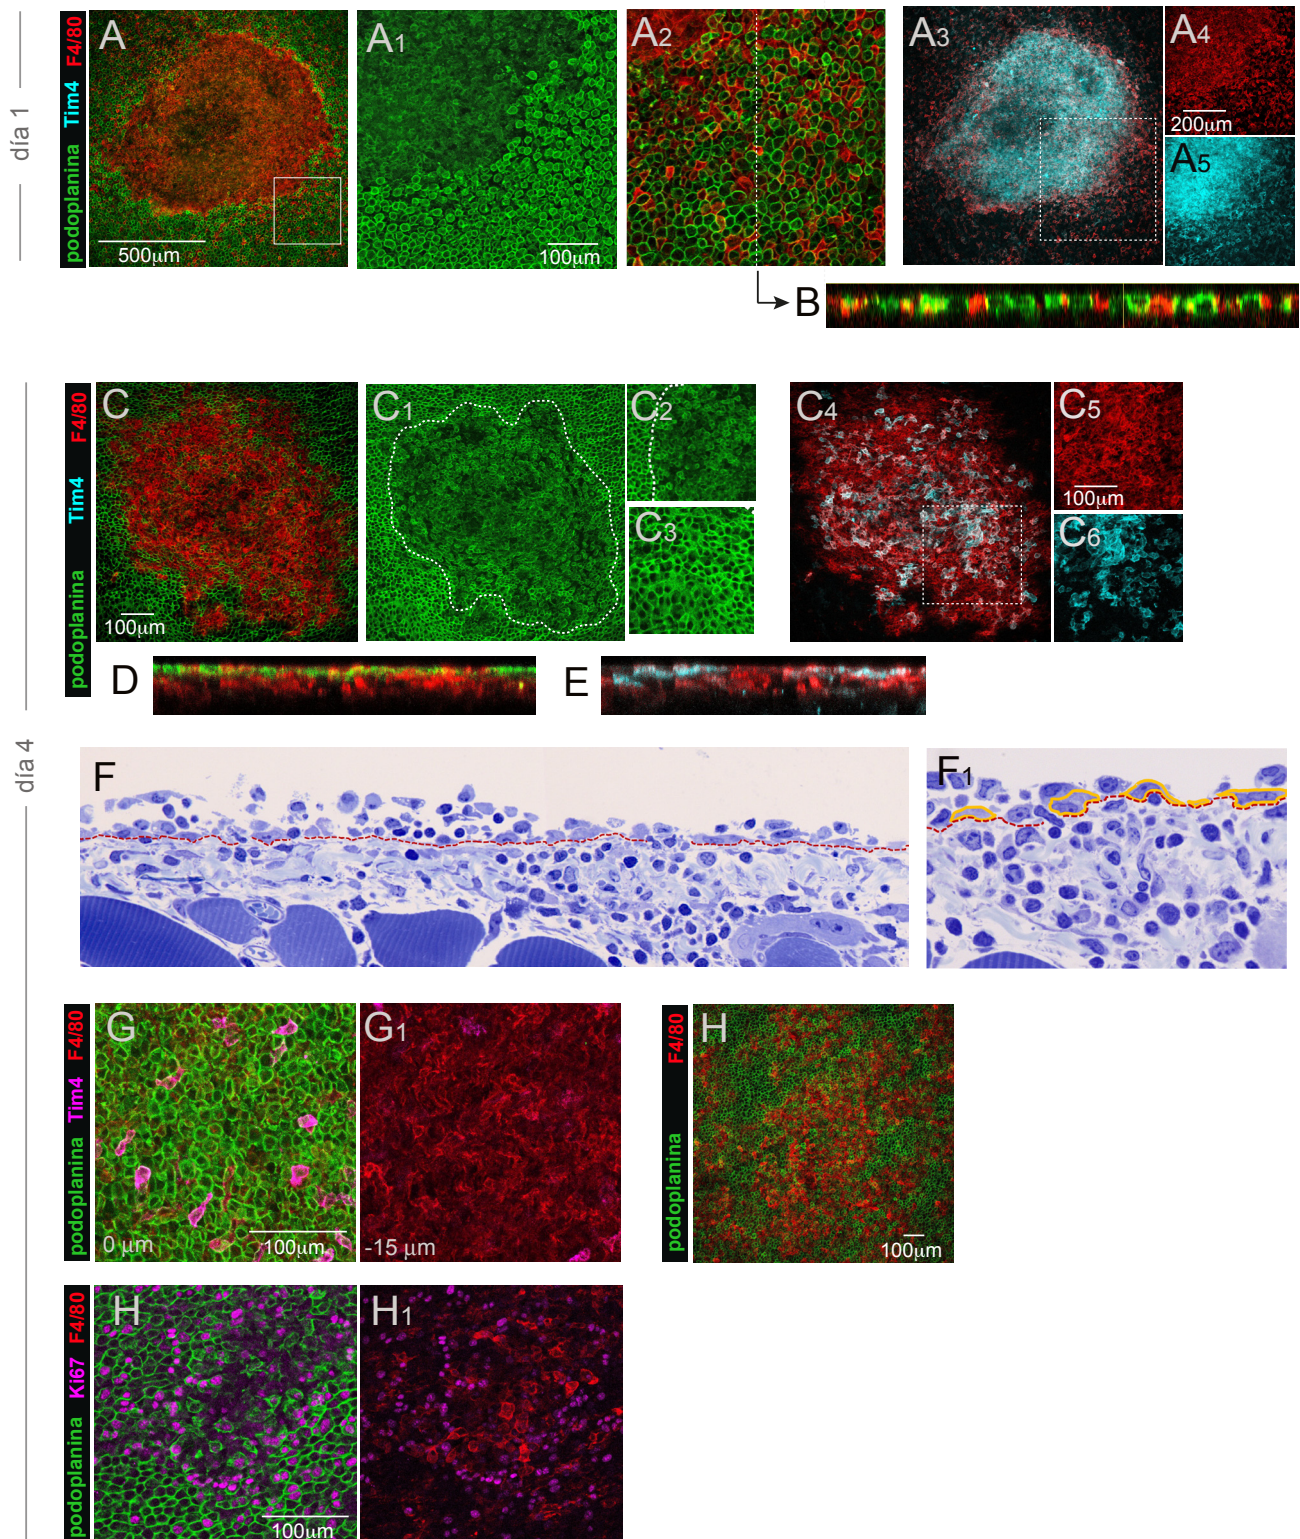 día 1
podoplanina Tim4 F4/80
A
500µm
A1
100µm
A2
A3
A4
200µm
A5
B
día 4
podoplanina Tim4 F4/80
C
100µm
C1
C2
C3
C4
C5
100µm
C6
D
E
F
F1
podoplanina Tim4 F4/80
G
0 µm
100µm
G1
-15 µm
podoplanina F4/80
H
100µm
podoplanina Ki67 F4/80
H
100µm
H1